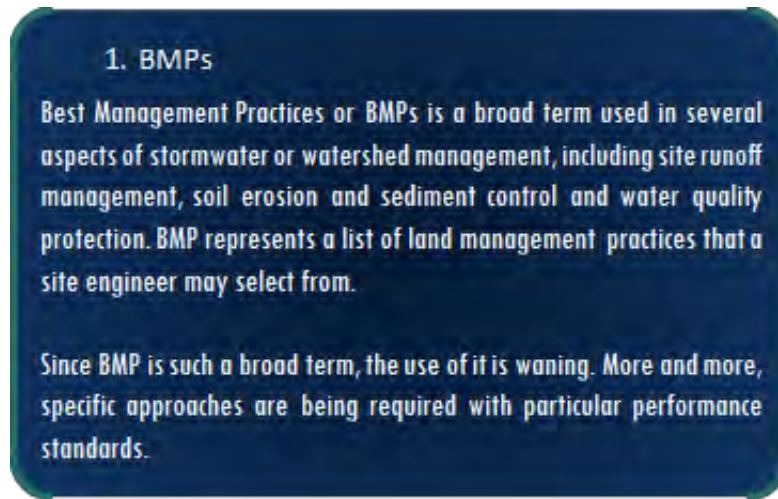 1. BMPs
Best Management Practices or BMPs is a broad term used in several
aspects of stormwater or watershed management, including site runoff
management, soil erosion and sediment control and water quality
protection. BMP represents a list of land management practices that a
site engineer may select from.
Since BMP is such a broad term, the use of it is waning. More and more,
specific approaches are being required with particular performance
standards.